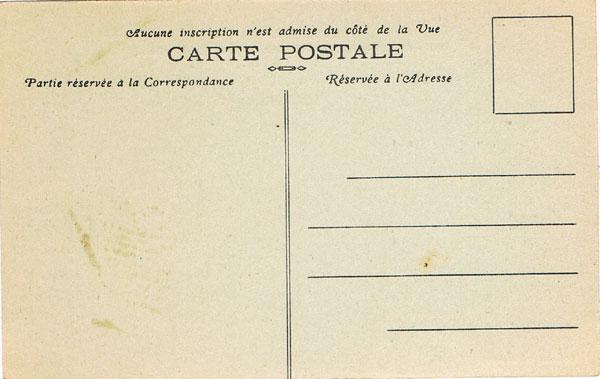 Aucune inscription n'est admise du côté de la Vue
CARTE POSTALE
Partie réservée à la Correspondance
Réservée à l'Adresse